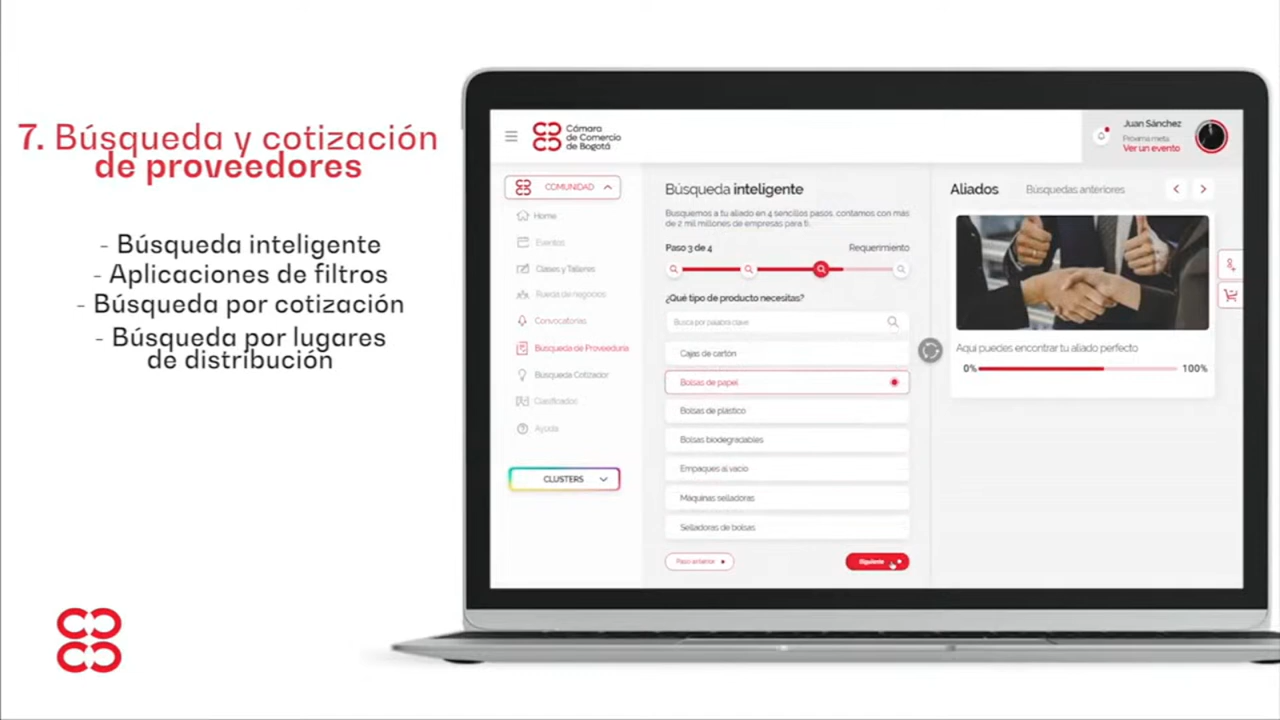 7. Búsqueda y cotización
de proveedores
- Búsqueda inteligente
- Aplicaciones de filtros
- Búsqueda por cotización
- Búsqueda por lugares
de distribución
Cámara
de Comercio
de Bogotá
Juan Sánchez
Próxima meta
Ver un evento
COMUNIDAD
Home
Eventos
Clases y Talleres
Rueda de negocios
Convocatorias
Búsqueda de Proveeduría
Búsqueda Cotizador
Clasificados
Ayuda
CLUSTERS
Búsqueda inteligente
Busquemos a tu aliado en 4 sencillos pasos, contamos con más
de 2 mil millones de empresas para ti.
Paso 3 de 4
Requerimiento
¿Qué tipo de producto necesitas?
Busca por palabra clave
Cajas de cartón
Bolsas de papel
Bolsas de plástico
Bolsas biodegradables
Empaques al vacío
Máquinas selladoras
Selladoras de bolsas
Paso anterior
Siguiente
Aliados
Búsquedas anteriores
Aquí puedes encontrar tu aliado perfecto
0%
100%